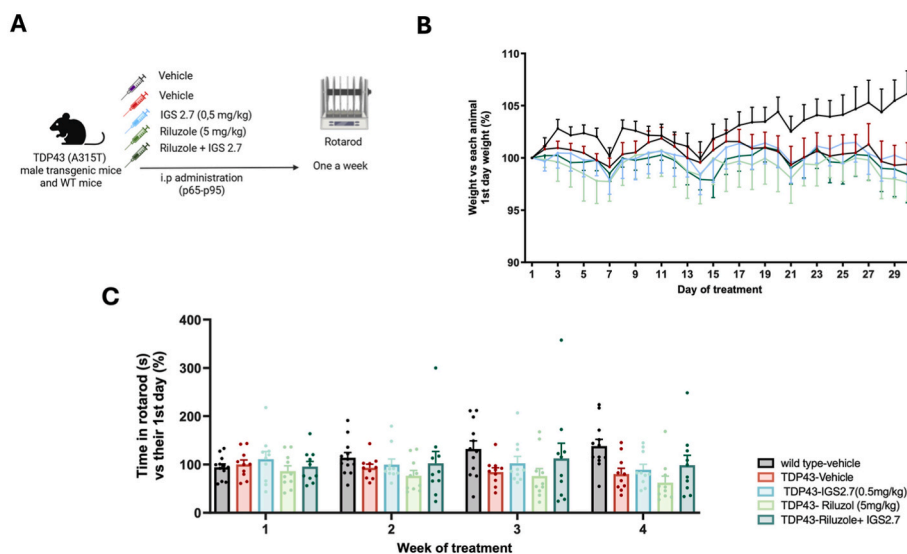 A
Vehicle
Vehicle
IGS 2.7 (0,5 mg/kg)
Riluzole (5 mg/kg)
Riluzole + IGS 2.7
TDP43 (A315T)
male transgenic mice
and WT mice
i.p administration
(p65-p95)
Rotarod
One a week
B
Weight vs each animal
1st day weight (%)
110
105
100
95
90
1 3 5 7 9 11 13 15 17 19 21 23 25 27 29
Day of treatment
C
Time in rotarod (s)
vs their 1st day (%)
400
300
200
100
0
1 2 3 4
Week of treatment
wild type-vehicle
TDP43-Vehicle
TDP43-IGS2.7(0.5mg/kg)
TDP43- Riluzol (5mg/kg)
TDP43-Riluzole+ IGS2.7